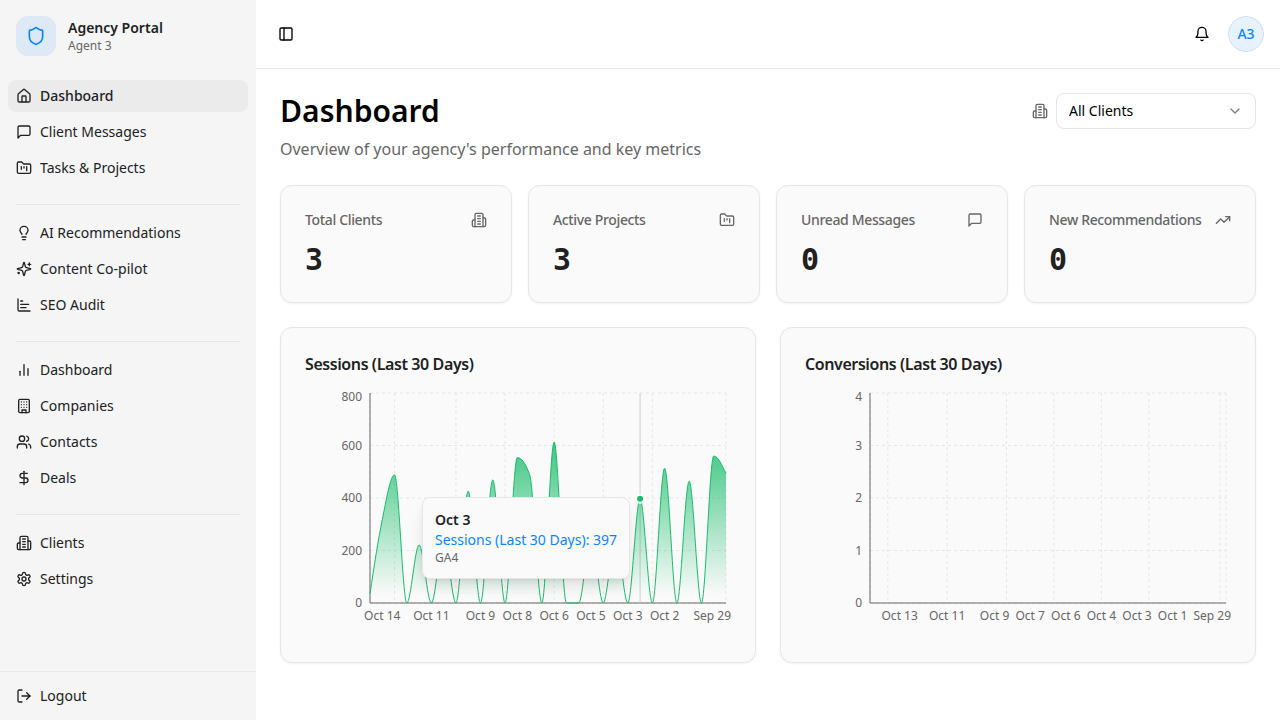 Agency Portal
Agent 3
Dashboard
Client Messages
Tasks & Projects
AI Recommendations
Content Co-pilot
SEO Audit
Dashboard
Companies
Contacts
Deals
Clients
Settings
Logout
A3
Dashboard
All Clients
Overview of your agency's performance and key metrics
Total Clients
3
Active Projects
3
Unread Messages
0
New Recommendations
0
Sessions (Last 30 Days)
800
600
400
200
0
Oct 14 Oct 11 Oct 9 Oct 8 Oct 6 Oct 5 Oct 3 Oct 2 Sep 29
Oct 3
Sessions (Last 30 Days): 397
GA4
Conversions (Last 30 Days)
4
3
2
1
0
Oct 13 Oct 11 Oct 9 Oct 7 Oct 6 Oct 4 Oct 3 Oct 1 Sep 29